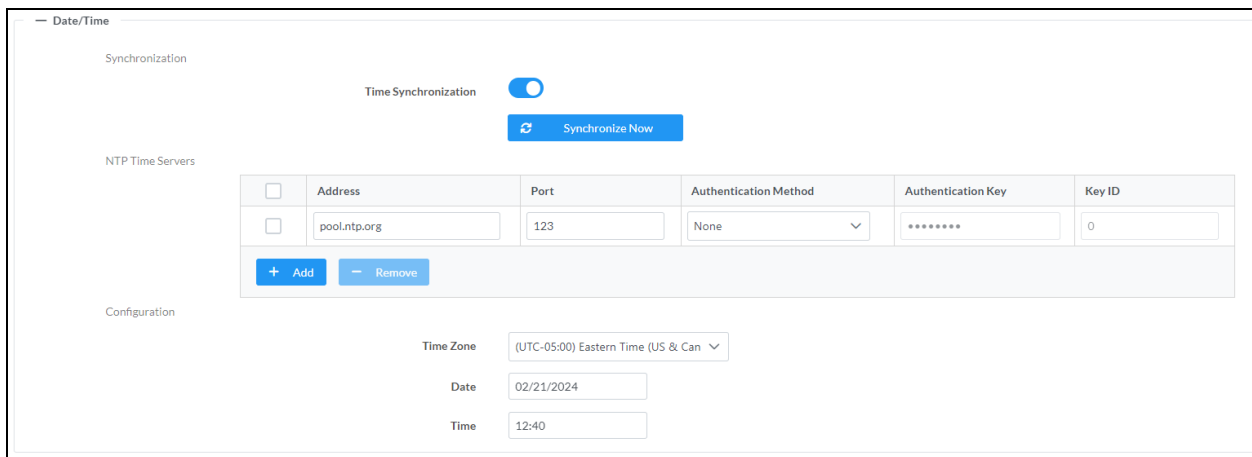 Date/Time
Synchronization
Time Synchronization
Synchronize Now
NTP Time Servers
Address Port Authentication Method Authentication Key Key ID
pool.ntp.org 123 None •••••••• 0
+ Add − Remove
Configuration
Time Zone (UTC-05:00) Eastern Time (US & Can
Date 02/21/2024
Time 12:40